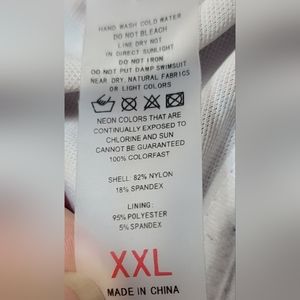 HAND WASH COLD WATER
DO NOT BLEACH
LINE DRY NOT
IN DIRECT SUNLIGHT
DO NOT IRON
DO NOT PUT DAMP SWIMSUIT
NEAR DRY, NATURAL FABRICS
OR LIGHT COLORS
NEON COLORS THAT ARE
CONTINUALLY EXPOSED TO
CHLORINE AND SUN
CANNOT BE GUARANTEED
100% COLORFAST
SHELL: 82% NYLON
18% SPANDEX
LINING:
95% POLYESTER
5% SPANDEX
XXL
MADE IN CHINA